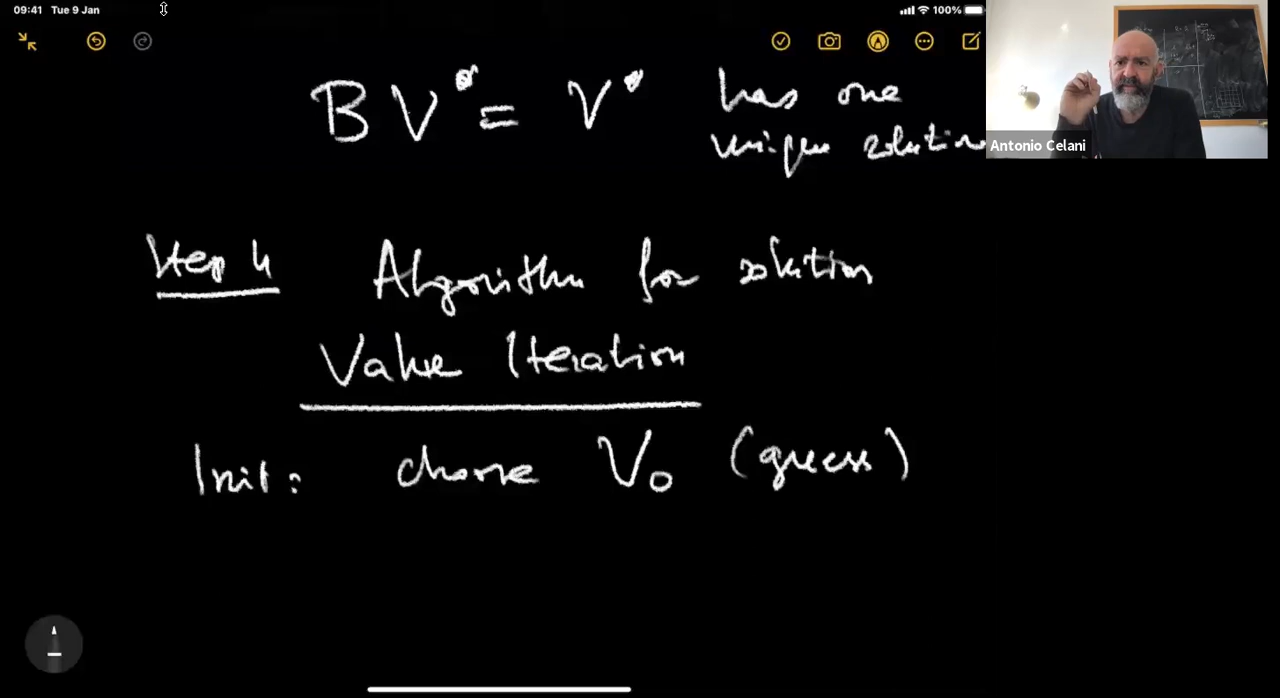 09:41 Tue 9 Jan 100%
B V* = V* has one
unique solution
Antonio Celani
Step 4 Algorithm for solution
Value Iteration
Init: choose V₀ (guess)